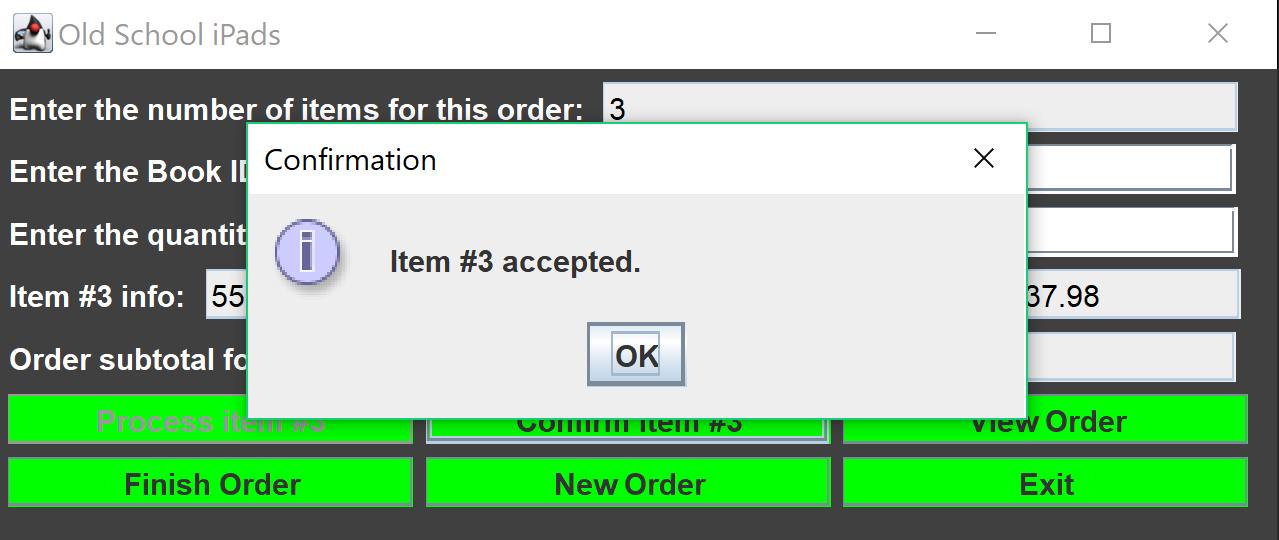 Old School iPads
Enter the number of items for this order: 3
Confirmation
Enter the Book ID
Enter the quantit
Item #3 accepted.
Item #3 info: 55 37.98
OK
Order subtotal fo
Process item #3 Confirm item #3 View Order
Finish Order New Order Exit